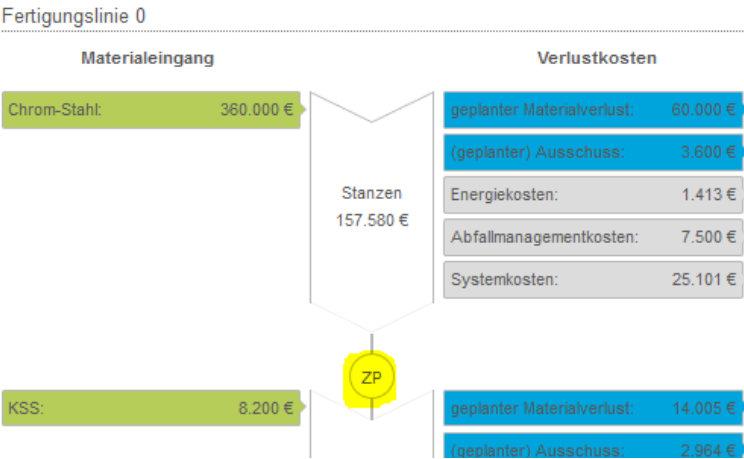 Fertigungslinie 0
Materialeingang
Verlustkosten
Chrom-Stahl: 360.000 €
geplanter Materialverlust: 60.000 €
(geplanter) Ausschuss: 3.600 €
Stanzen
157.580 €
Energiekosten: 1.413 €
Abfallmanagementkosten: 7.500 €
Systemkosten: 25.101 €
ZP
KSS: 8.200 €
geplanter Materialverlust: 14.005 €
(geplanter) Ausschuss: 2.964 €